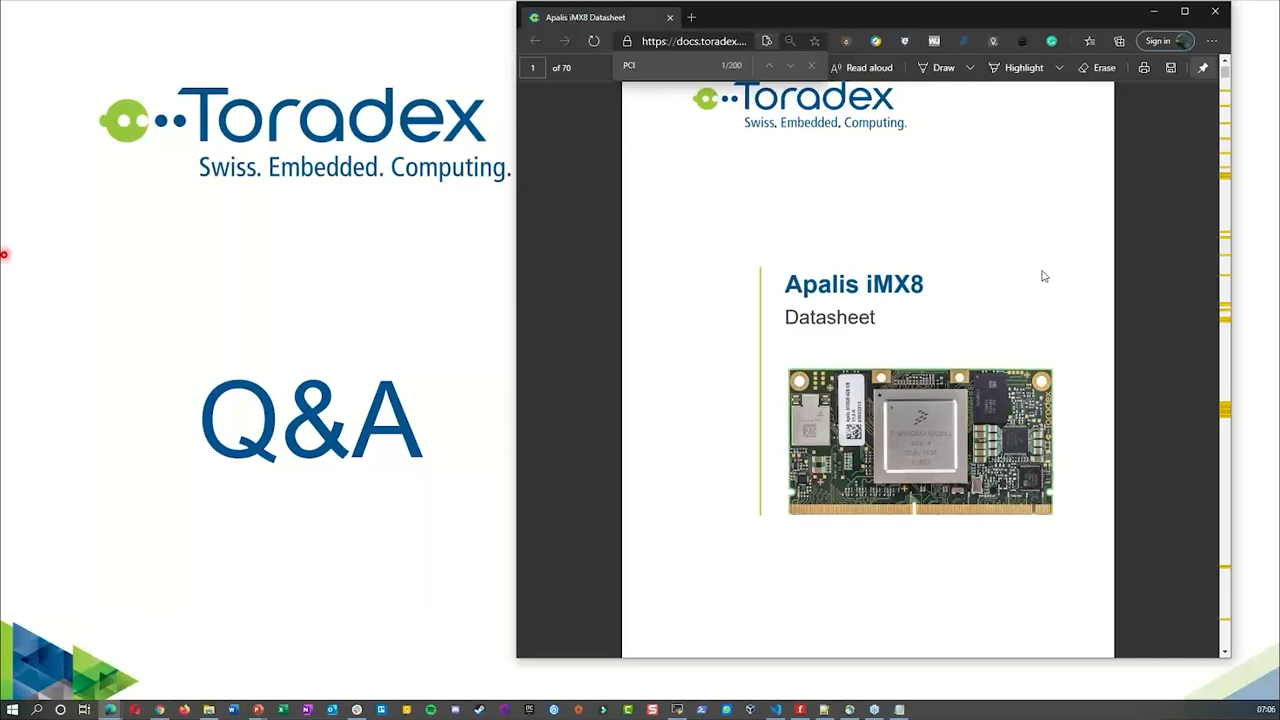 Toradex
Swiss. Embedded. Computing.
Q&A
Apalis iMX8 Datasheet
https://docs.toradex....
Sign in
1
of 70
PCI
1/200
Read aloud
Draw
Highlight
Erase
Toradex
Swiss. Embedded. Computing.
Apalis iMX8
Datasheet
Toradex
07:06